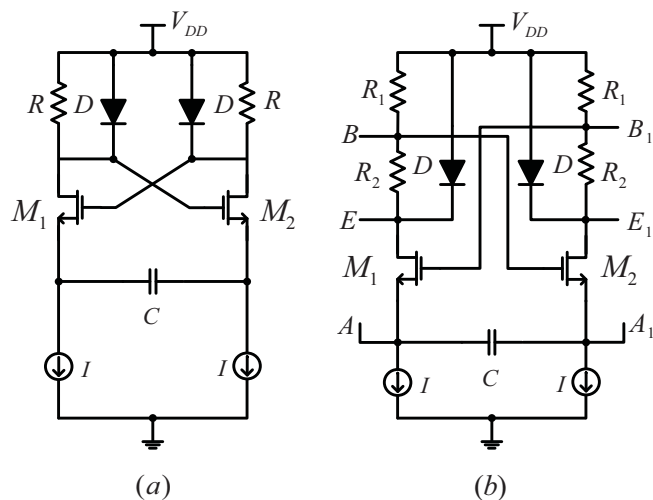 V_DD V_DD
R D D R R_1 R_1
B B_1
R_2 D D R_2
E E_1
M_1 M_2 M_1 M_2
C A A_1
I I C
I I
(a) (b)